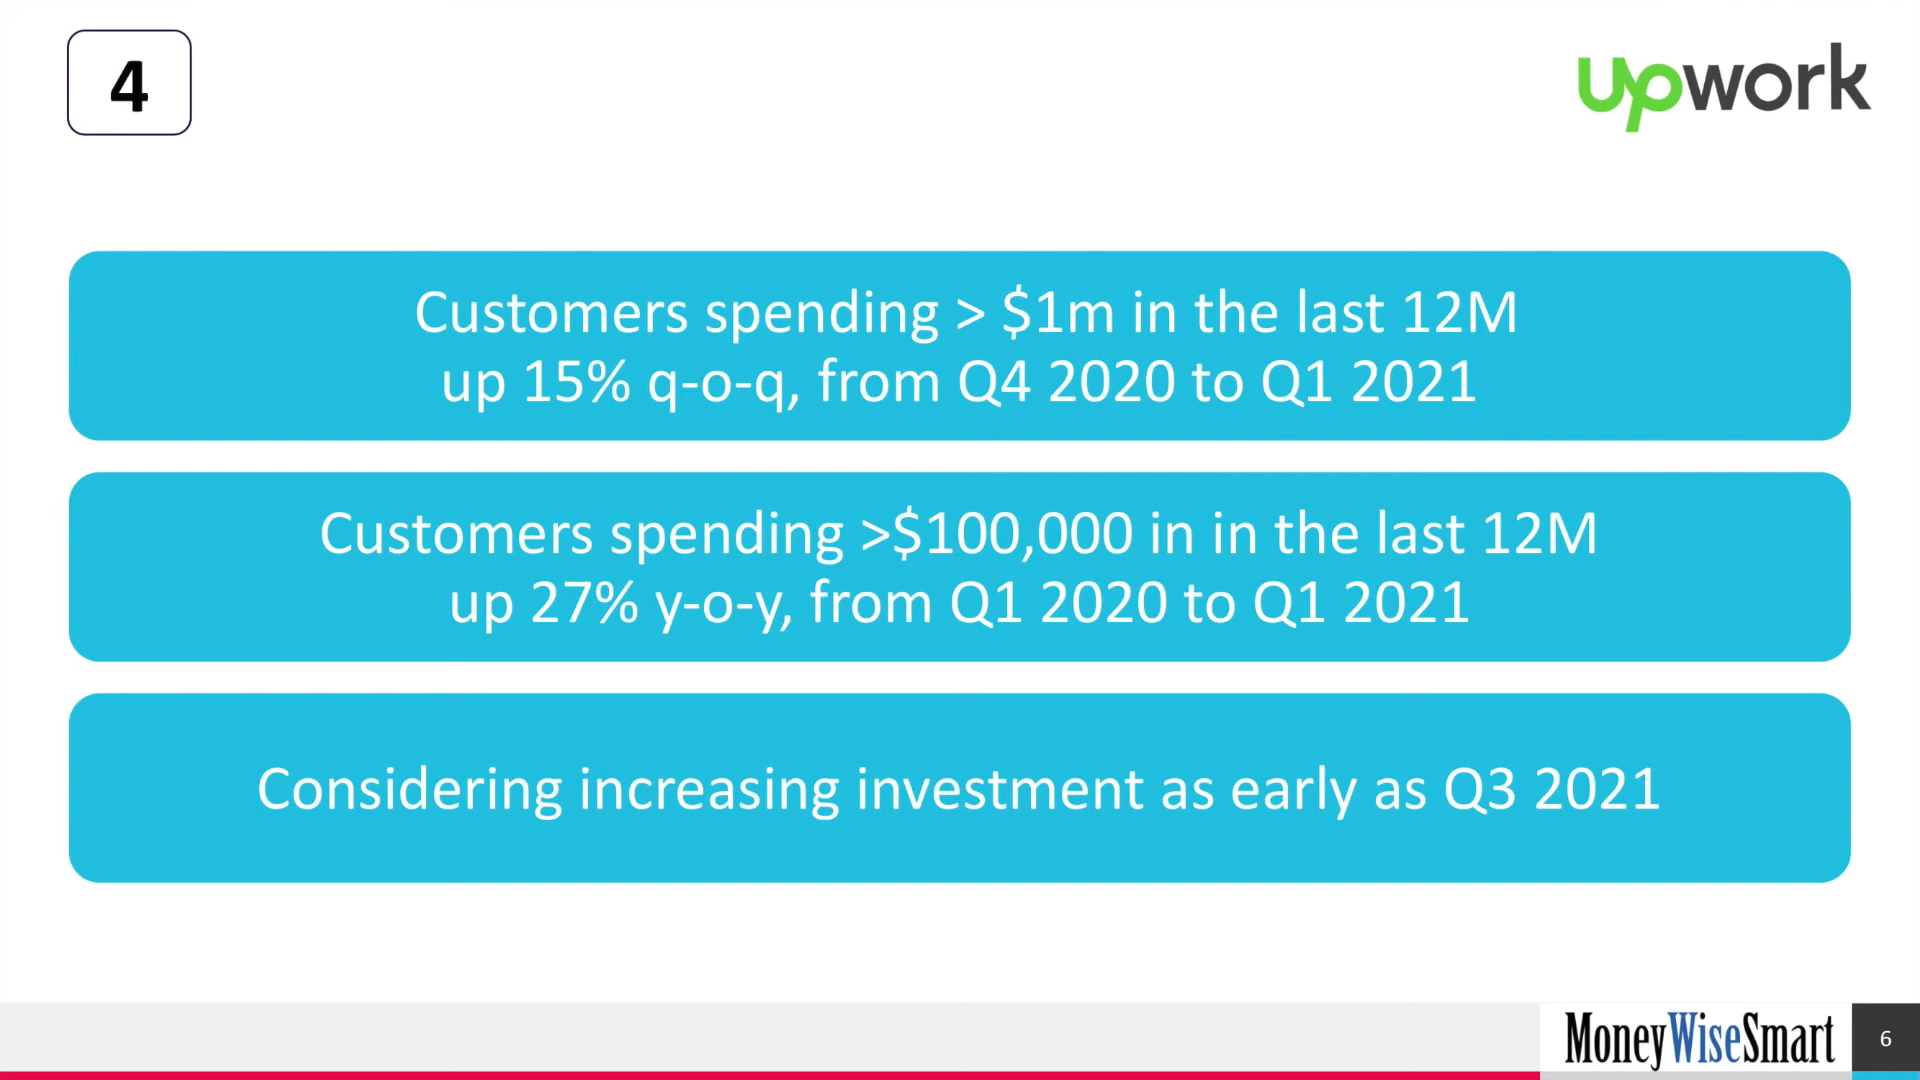 4
upwork
Customers spending > $1m in the last 12M
up 15% q-o-q, from Q4 2020 to Q1 2021
Customers spending >$100,000 in in the last 12M
up 27% y-o-y, from Q1 2020 to Q1 2021
Considering increasing investment as early as Q3 2021
MoneyWiseSmart
6